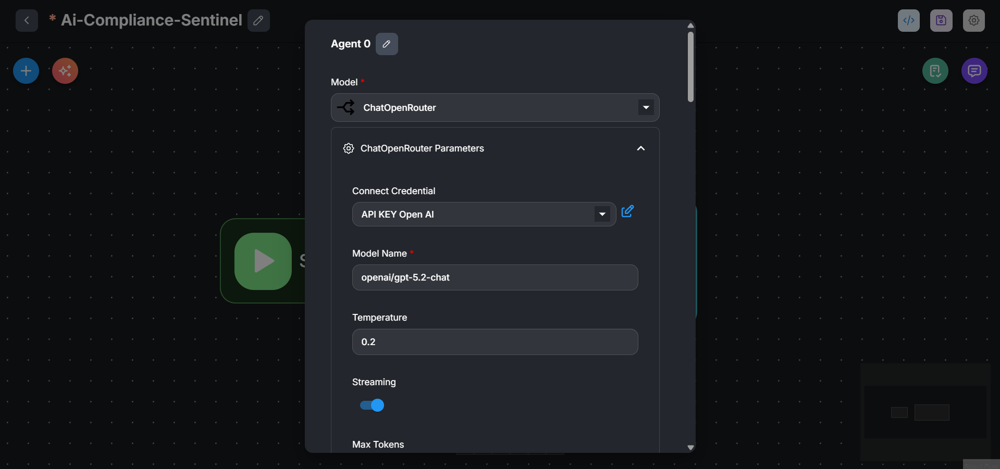 * Ai-Compliance-Sentinel
Agent 0
Model *
ChatOpenRouter
ChatOpenRouter Parameters
Connect Credential
API KEY Open AI
Model Name *
openai/gpt-5.2-chat
Temperature
0.2
Streaming
Max Tokens